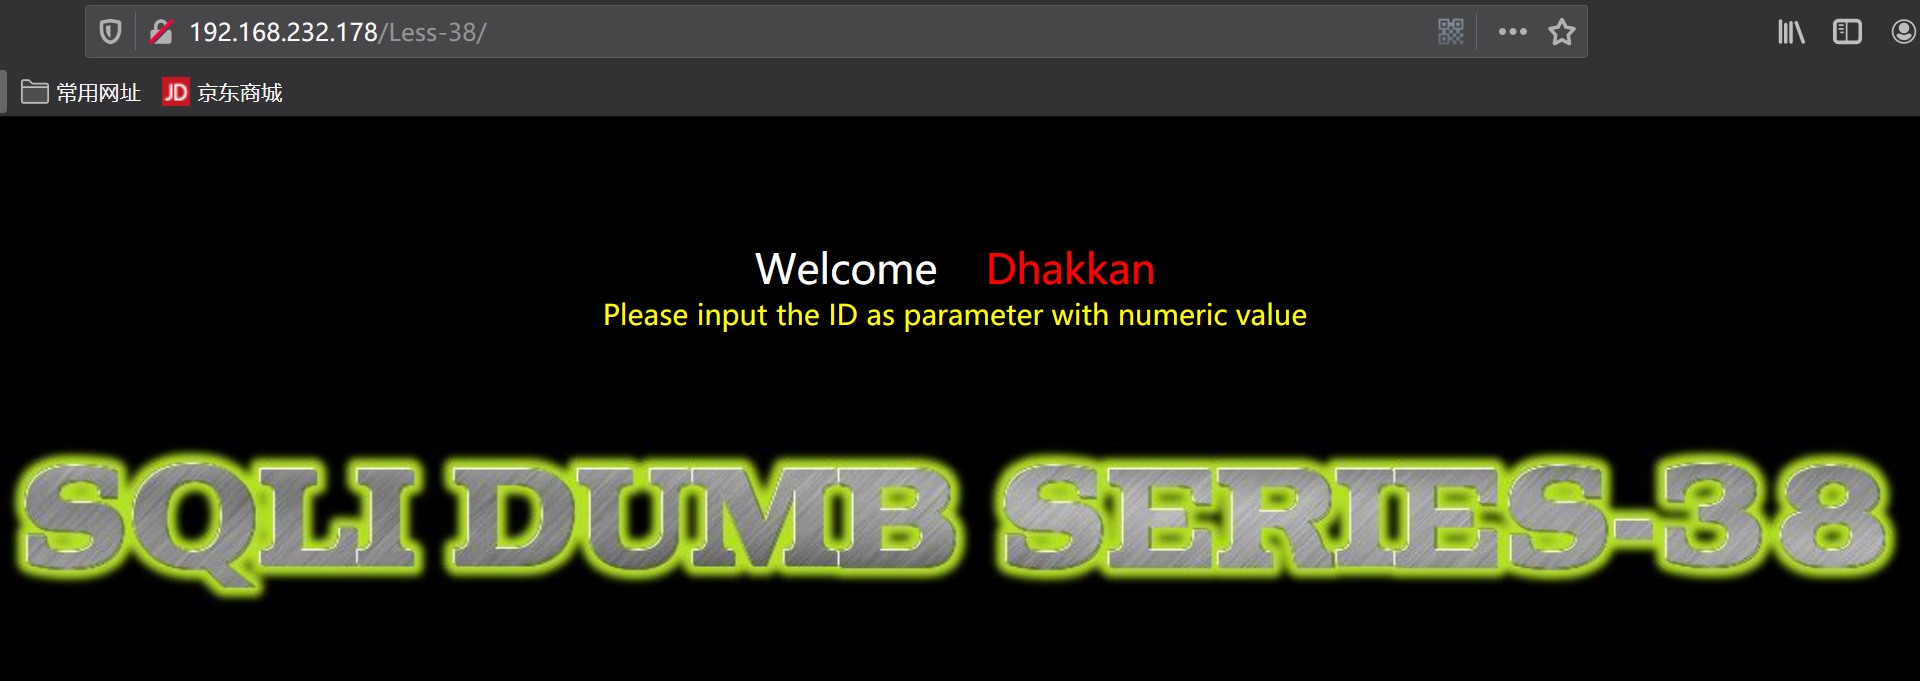 192.168.232.178/Less-38/
常用网址 JD 京东商城
Welcome Dhakkan
Please input the ID as parameter with numeric value
SQLI DUMB SERIES-38